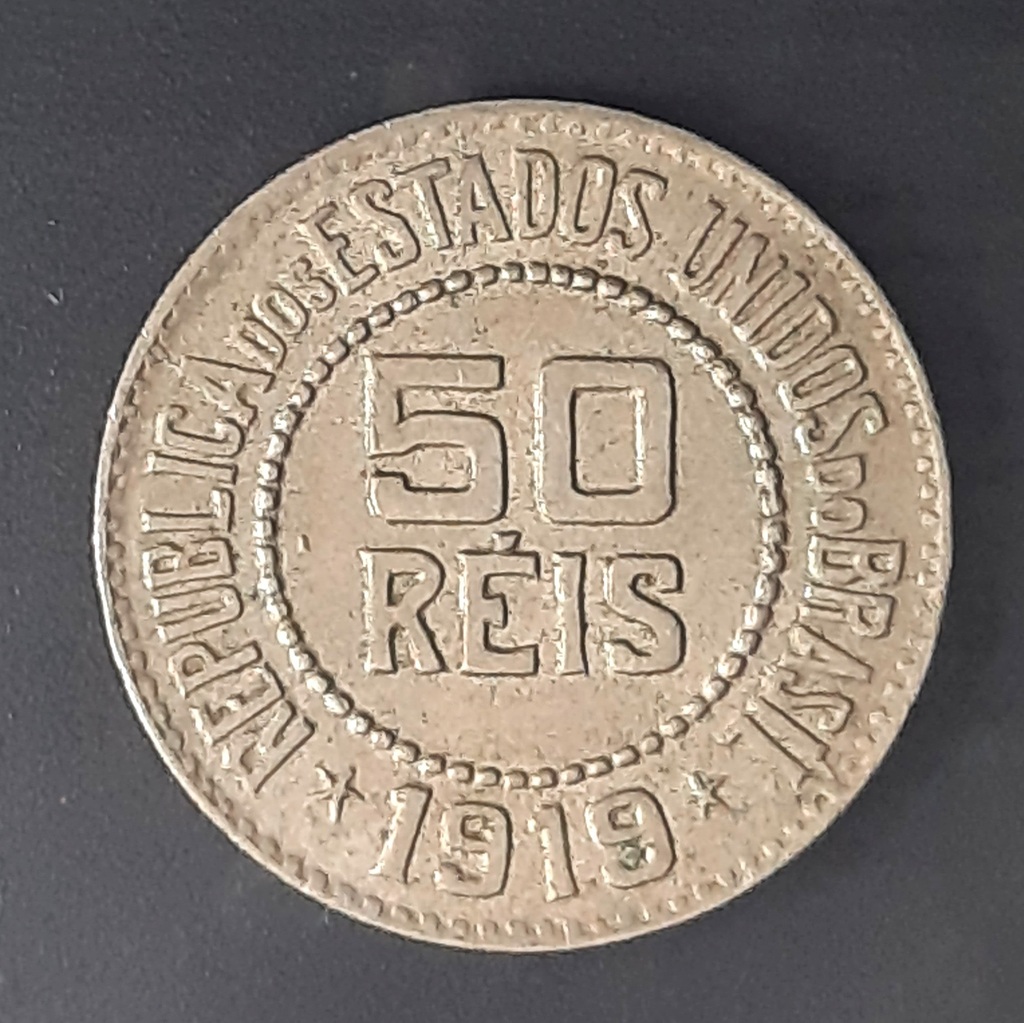 REPUBLICA DOS ESTADOS UNIDOS DO BRASIL
50
RÉIS
★ 1919 ★